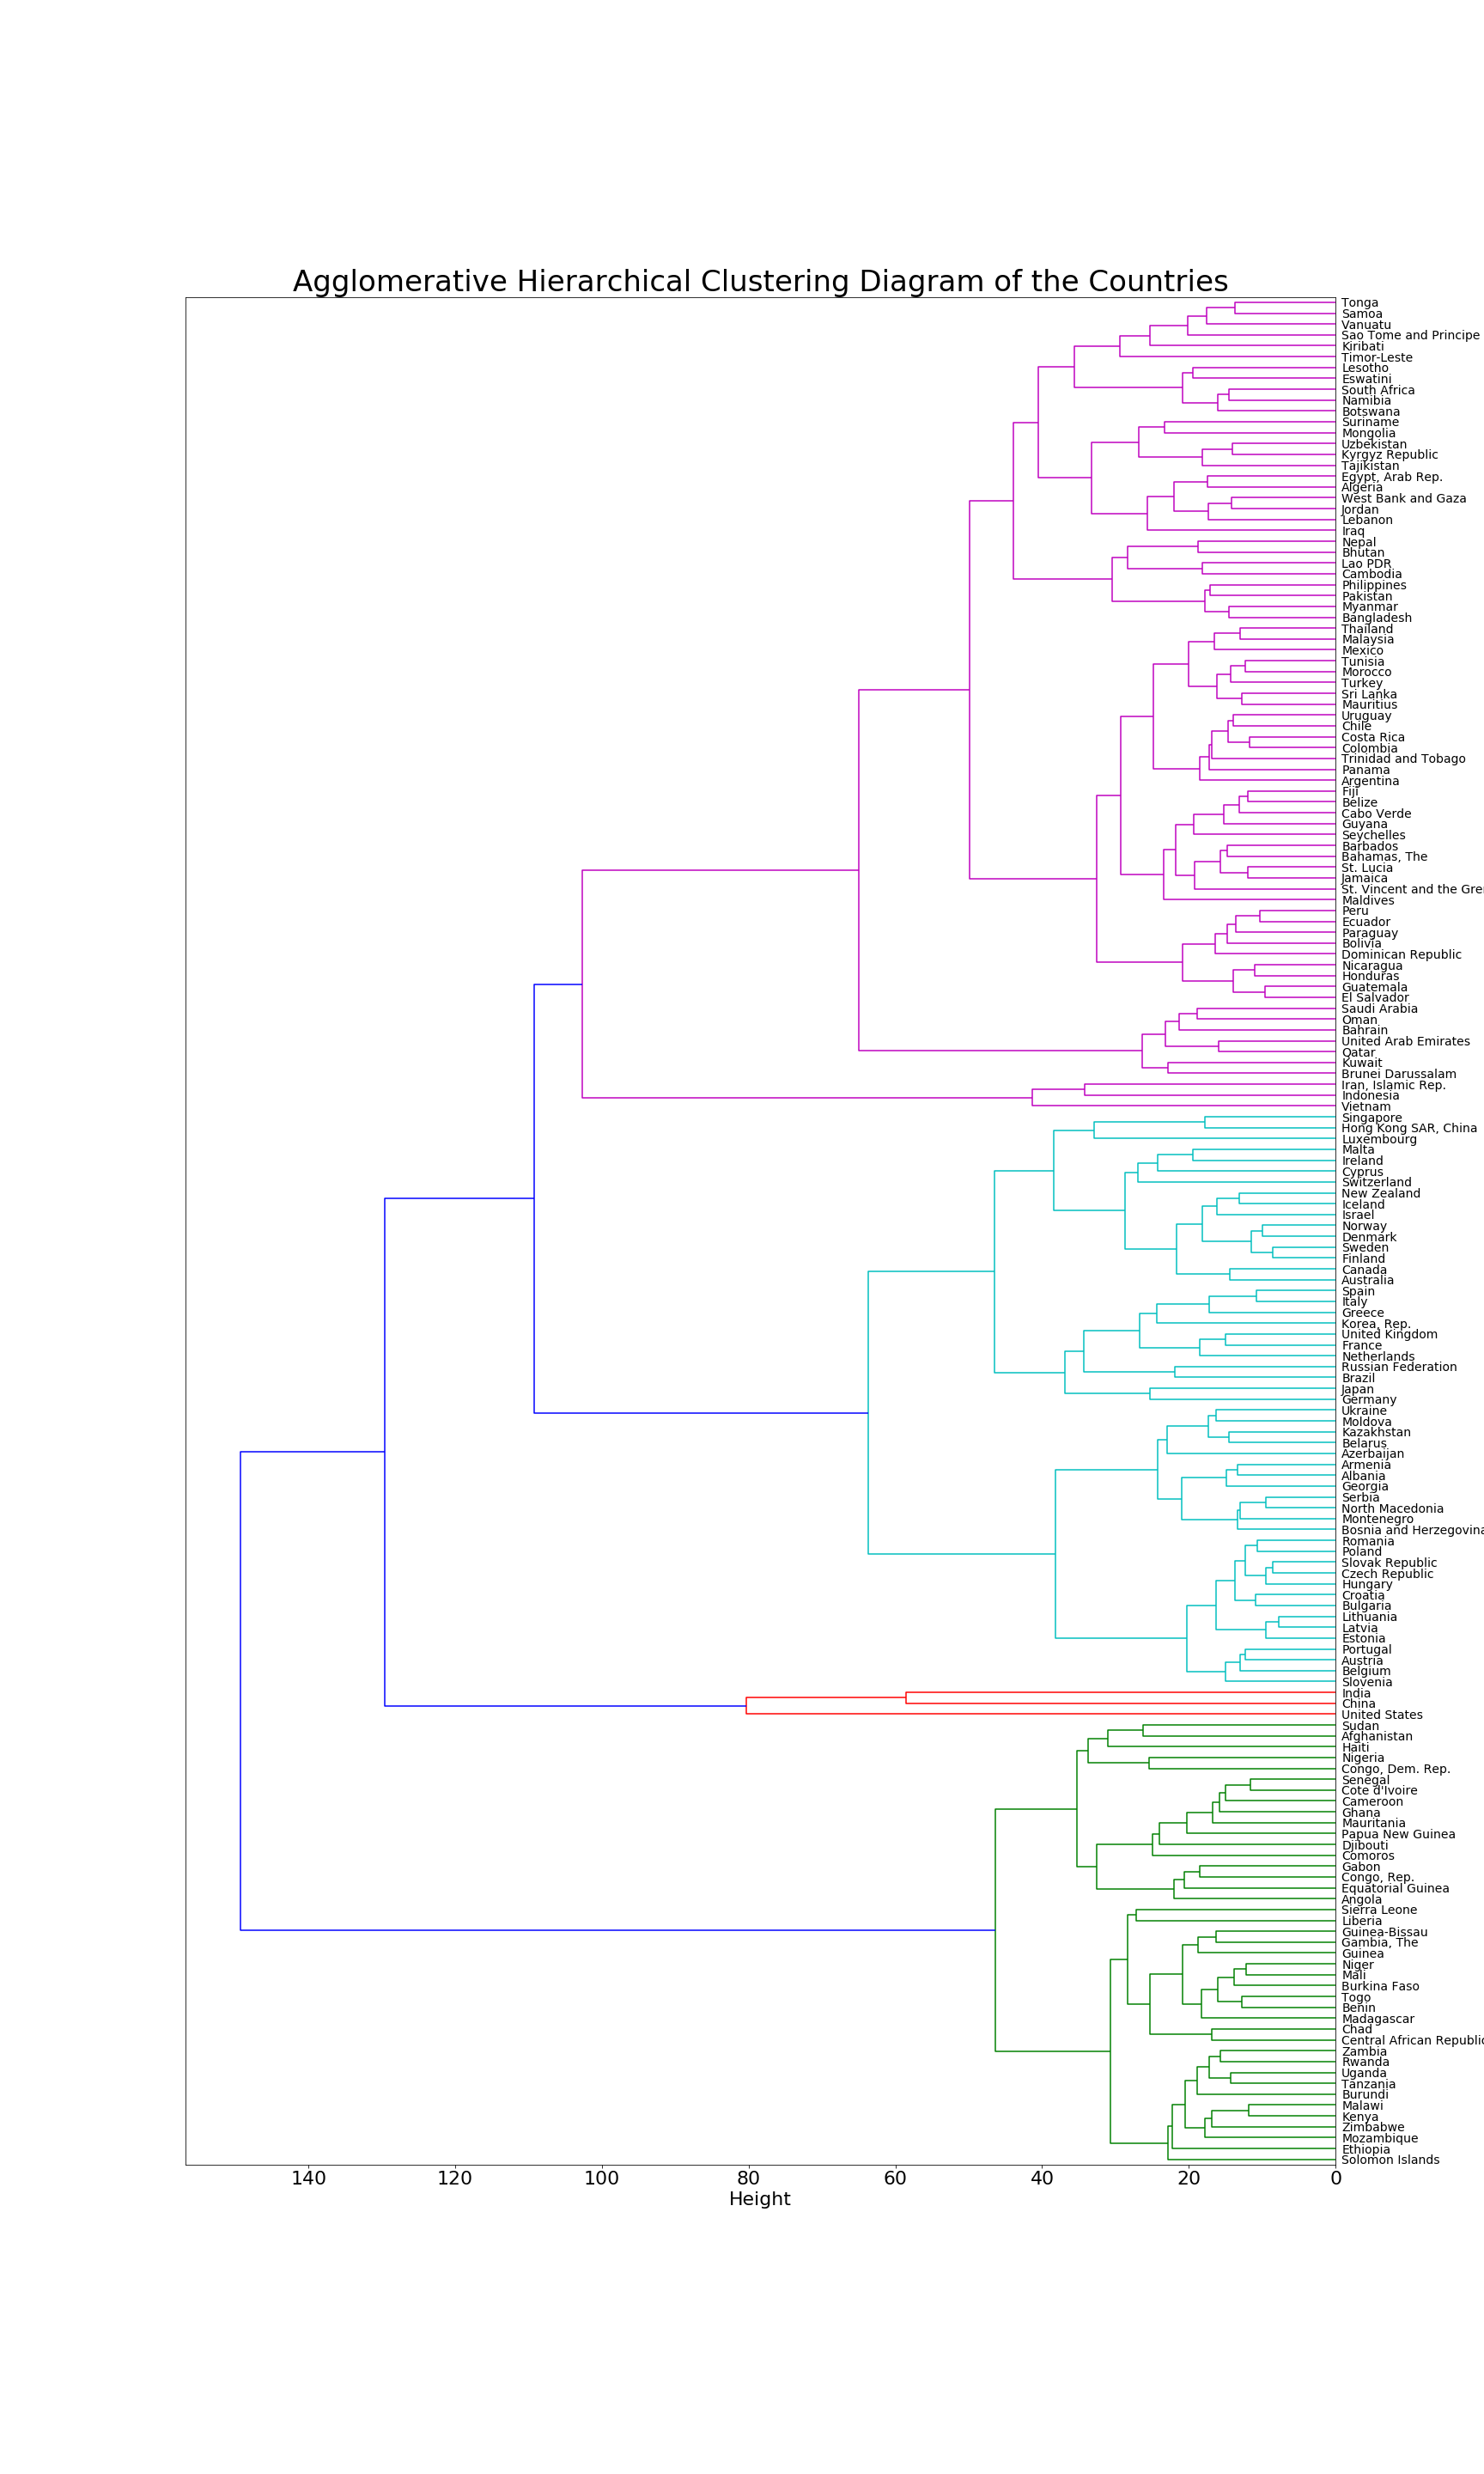 Agglomerative Hierarchical Clustering Diagram of the Countries
Tonga
Samoa
Vanuatu
Sao Tome and Principe
Kiribati
Timor-Leste
Lesotho
Eswatini
South Africa
Namibia
Botswana
Suriname
Mongolia
Uzbekistan
Kyrgyz Republic
Tajikistan
Egypt, Arab Rep.
Algeria
West Bank and Gaza
Jordan
Lebanon
Iraq
Nepal
Bhutan
Lao PDR
Cambodia
Philippines
Pakistan
Myanmar
Bangladesh
Thailand
Malaysia
Mexico
Tunisia
Morocco
Turkey
Sri Lanka
Mauritius
Uruguay
Chile
Costa Rica
Colombia
Trinidad and Tobago
Panama
Argentina
Fiji
Belize
Cabo Verde
Guyana
Seychelles
Barbados
Bahamas, The
St. Lucia
Jamaica
St. Vincent and the Gre
Maldives
Peru
Ecuador
Paraguay
Bolivia
Dominican Republic
Nicaragua
Honduras
Guatemala
El Salvador
Saudi Arabia
Oman
Bahrain
United Arab Emirates
Qatar
Kuwait
Brunei Darussalam
Iran, Islamic Rep.
Indonesia
Vietnam
Singapore
Hong Kong SAR, China
Luxembourg
Malta
Ireland
Cyprus
Switzerland
New Zealand
Iceland
Israel
Norway
Denmark
Sweden
Finland
Canada
Australia
Spain
Italy
Greece
Korea, Rep.
United Kingdom
France
Netherlands
Russian Federation
Brazil
Japan
Germany
Ukraine
Moldova
Kazakhstan
Belarus
Azerbaijan
Armenia
Albania
Georgia
Serbia
North Macedonia
Montenegro
Bosnia and Herzegovina
Romania
Poland
Slovak Republic
Czech Republic
Hungary
Croatia
Bulgaria
Lithuania
Latvia
Estonia
Portugal
Austria
Belgium
Slovenia
India
China
United States
Sudan
Afghanistan
Haiti
Nigeria
Congo, Dem. Rep.
Senegal
Cote d'Ivoire
Cameroon
Ghana
Mauritania
Papua New Guinea
Djibouti
Comoros
Gabon
Congo, Rep.
Equatorial Guinea
Angola
Sierra Leone
Liberia
Guinea-Bissau
Gambia, The
Guinea
Niger
Mali
Burkina Faso
Togo
Benin
Madagascar
Chad
Central African Republic
Zambia
Rwanda
Uganda
Tanzania
Burundi
Malawi
Kenya
Zimbabwe
Mozambique
Ethiopia
Solomon Islands
140 120 100 80 60 40 20 0
Height